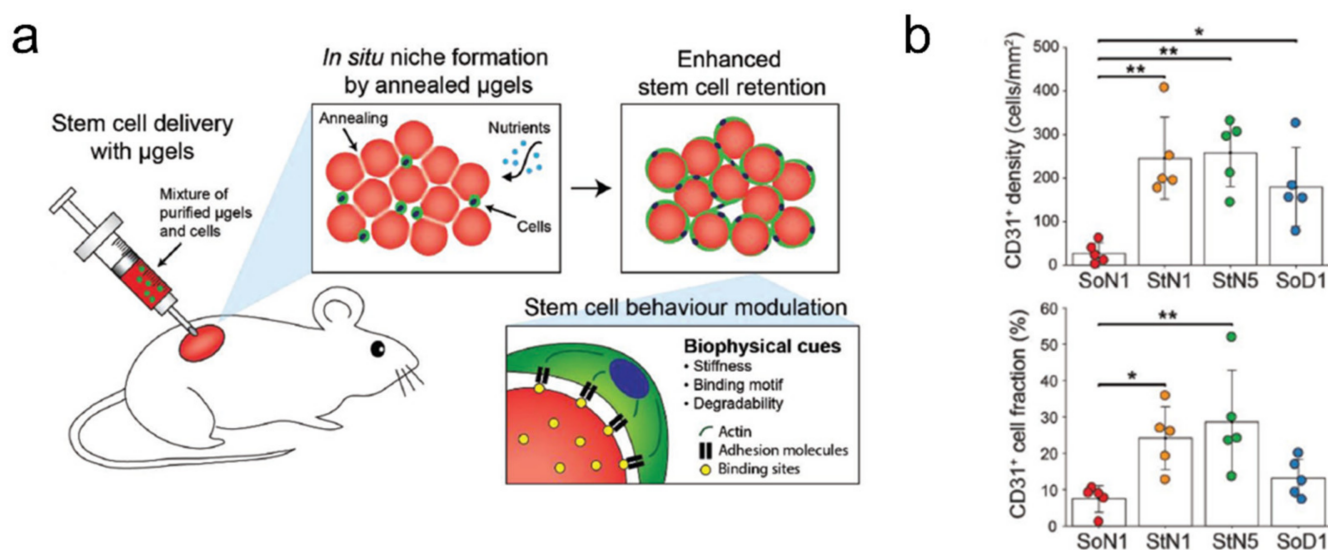 a
Stem cell delivery
with µgels
Mixture of
purified µgels
and cells
In situ niche formation
by annealed µgels
Annealing
Nutrients
Cells
Enhanced
stem cell retention
Stem cell behaviour modulation
Biophysical cues
• Stiffness
• Binding motif
• Degradability
Actin
Adhesion molecules
Binding sites
b
CD31⁺ density (cells/mm²)
500
400
300
200
100
0
*
**
**
SoN1 StN1 StN5 SoD1
CD31⁺ cell fraction (%)
60
50
40
30
20
10
0
**
*
SoN1 StN1 StN5 SoD1